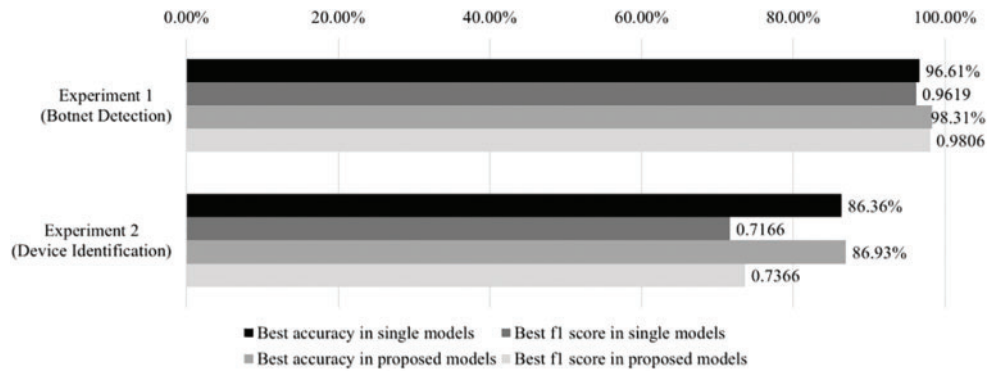 0.00% 20.00% 40.00% 60.00% 80.00% 100.00%
Experiment 1
(Botnet Detection)
96.61%
0.9619
98.31%
0.9806
Experiment 2
(Device Identification)
86.36%
0.7166
86.93%
0.7366
Best accuracy in single models Best f1 score in single models
Best accuracy in proposed models Best f1 score in proposed models